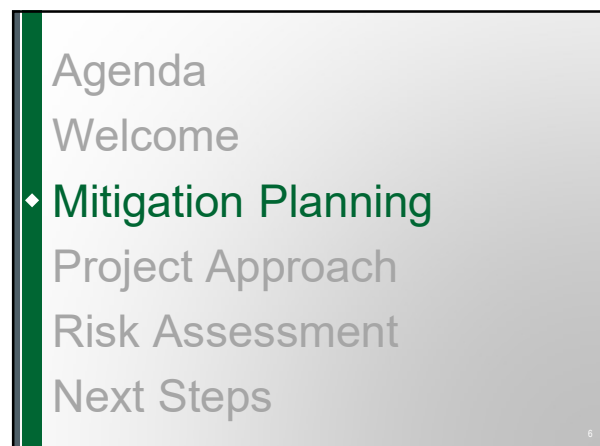 Agenda
Welcome
Mitigation Planning
Project Approach
Risk Assessment
Next Steps
6